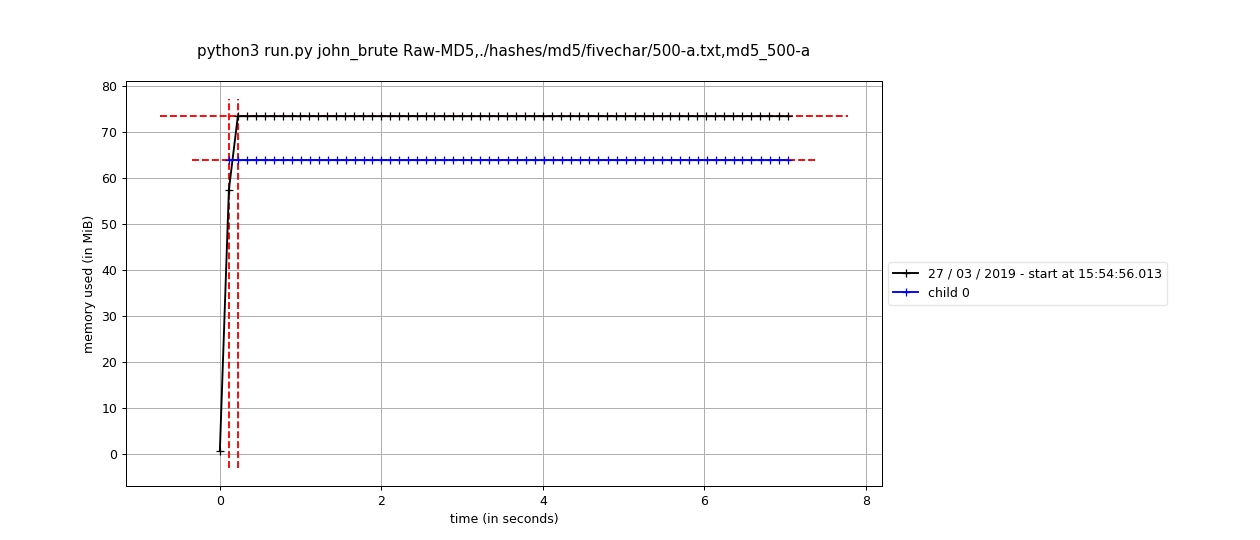 python3 run.py john_brute Raw-MD5,./hashes/md5/fivechar/500-a.txt,md5_500-a
80
70
60
50
40
30
20
10
0
memory used (in MiB)
0 2 4 6 8
time (in seconds)
27 / 03 / 2019 - start at 15:54:56.013
child 0